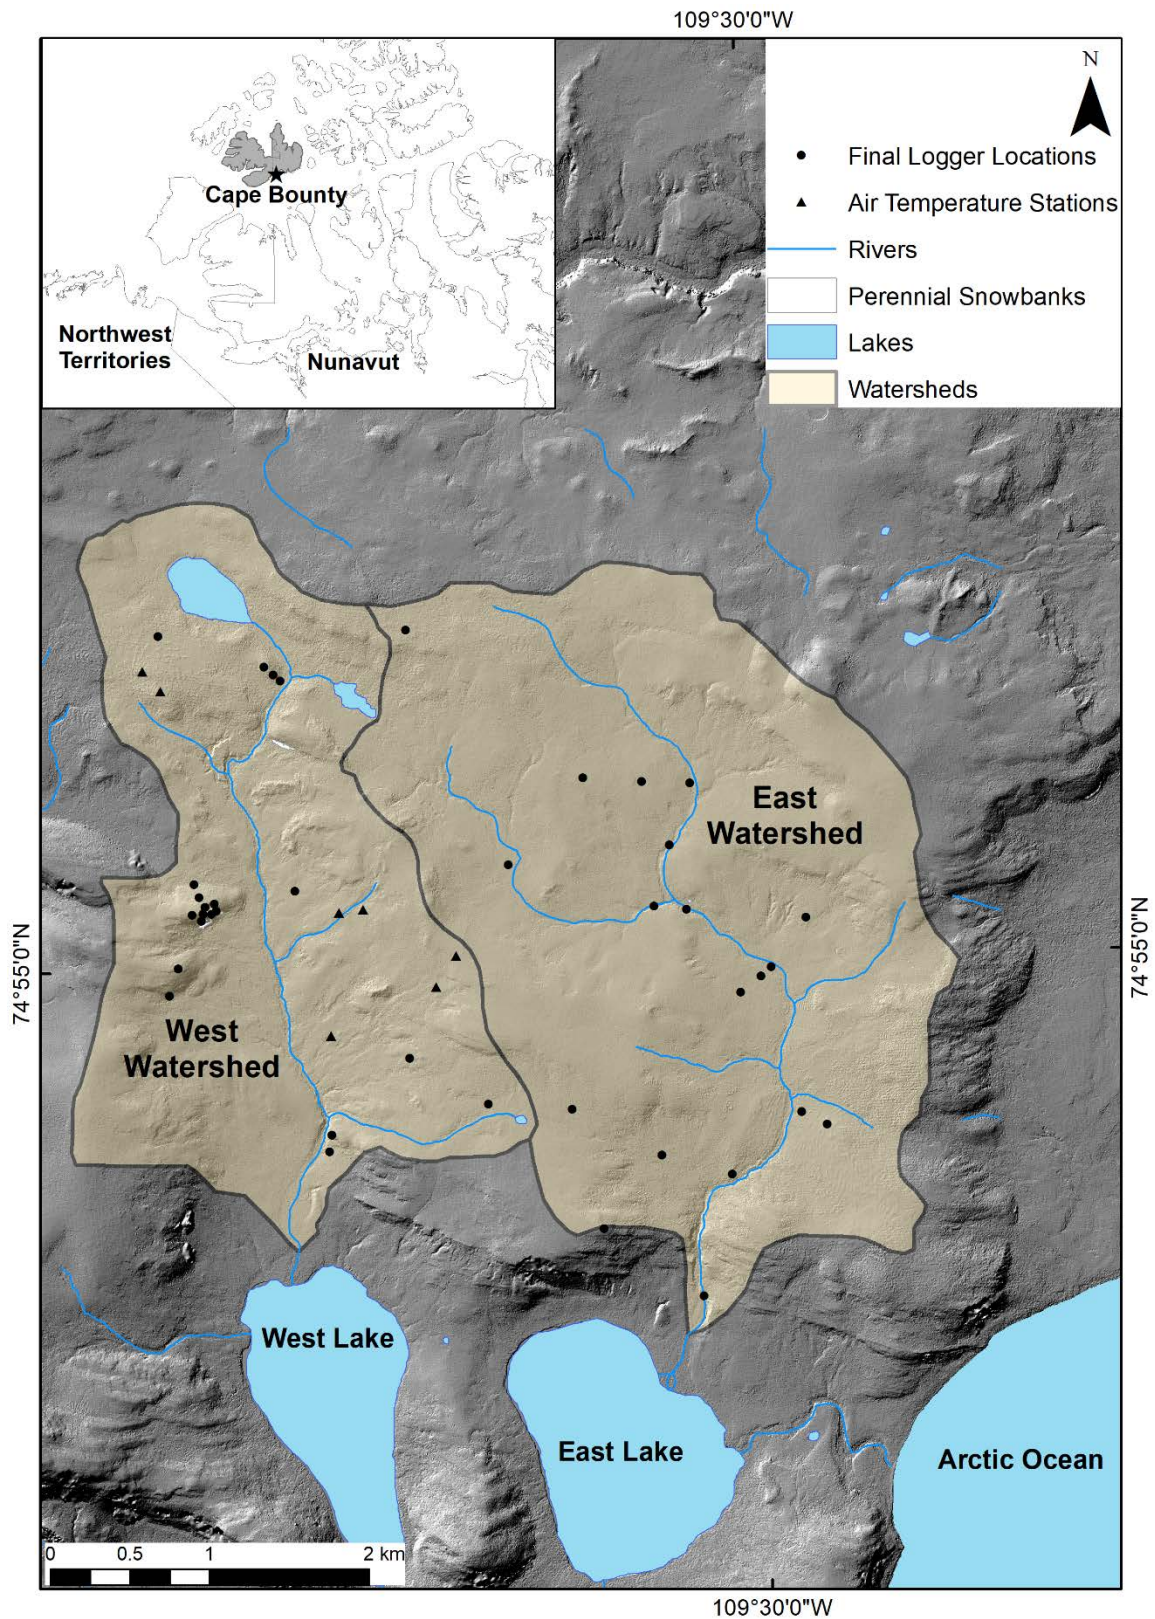 109°30'0"W
N
Final Logger Locations
Air Temperature Stations
Rivers
Perennial Snowbanks
Lakes
Watersheds
Cape Bounty
Northwest
Territories
Nunavut
East
Watershed
74°55'0"N
74°55'0"N
West
Watershed
West Lake
East Lake
Arctic Ocean
0 0.5 1 2 km
109°30'0"W